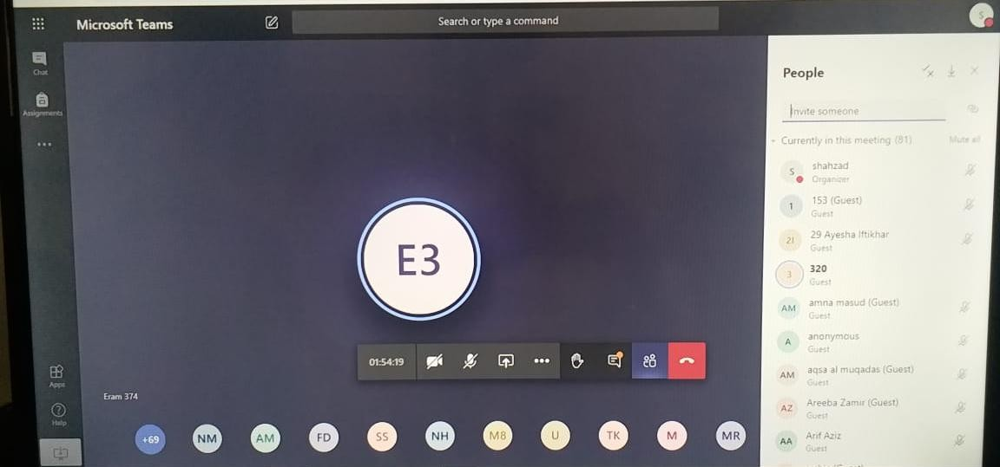 Microsoft Teams
Search or type a command
S
Chat
Assignments
Apps
Help
E3
01:54:19
Eram 374
+69
NM
AM
FD
SS
NH
M8
U
TK
M
MR
People
Invite someone
Currently in this meeting (81)
Mute all
S
shahzad
Organizer
1
153 (Guest)
Guest
2I
29 Ayesha Iftikhar
Guest
3
320
Guest
AM
amna masud (Guest)
Guest
A
anonymous
Guest
AM
aqsa al muqadas (Guest)
Guest
AZ
Areeba Zamir (Guest)
Guest
AA
Arif Aziz
Guest